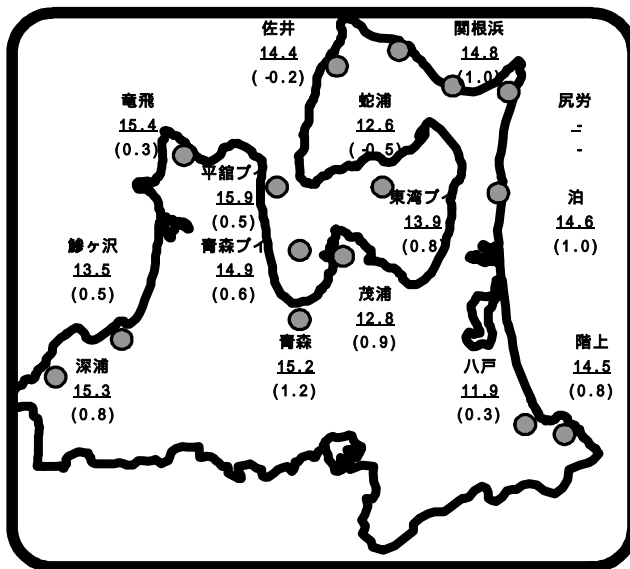 佐井
14.4
( -0.2)
関根浜
14.8
(1.0)
竜飛
15.4
(0.3)
蛇浦
12.6
( -0.5)
尻労
-
-
平舘ブイ
15.9
(0.5)
東湾ブイ
13.9
(0.8)
泊
14.6
(1.0)
鰺ヶ沢
13.5
(0.5)
青森ブイ
14.9
(0.6)
茂浦
12.8
(0.9)
青森
15.2
(1.2)
深浦
15.3
(0.8)
八戸
11.9
(0.3)
階上
14.5
(0.8)